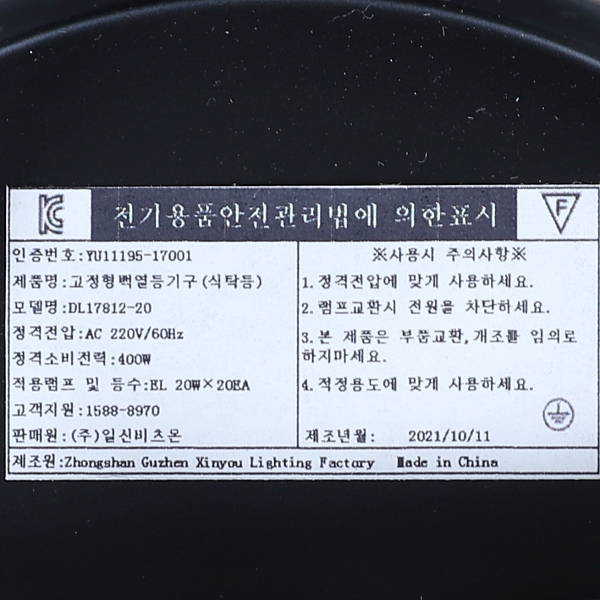 KC
전기용품안전관리법에 의한표시
F
인증번호:YU11195-17001
제품명:고정형백열등기구(식탁등)
모델명:DL17812-20
정격전압:AC 220V/60Hz
정격소비전력:400W
적용램프 및 등수:EL 20W×20EA
고객지원:1588-8970
판매원:(주)일신비츠온
※사용시 주의사항※
1.정격전압에 맞게 사용하세요.
2.램프교환시 전원을 차단하세요.
3.본 제품은 부품교환,개조를 임의로
하지마세요.
4.적정용도에 맞게 사용하세요.
제조년월: 2021/10/11
제조원:Zhongshan Guzhen Xinyou Lighting Factory Made in China